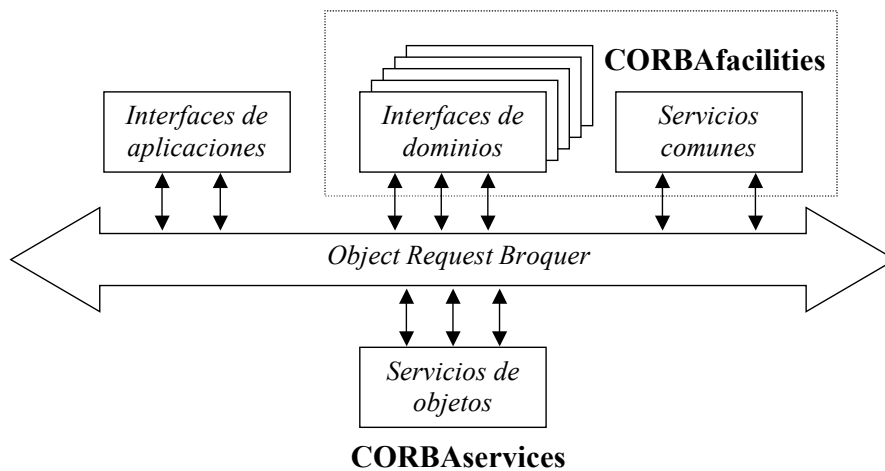 CORBAfacilities
Interfaces de
aplicaciones
Interfaces de
dominios
Servicios
comunes
Object Request Broquer
Servicios de
objetos
CORBAservices